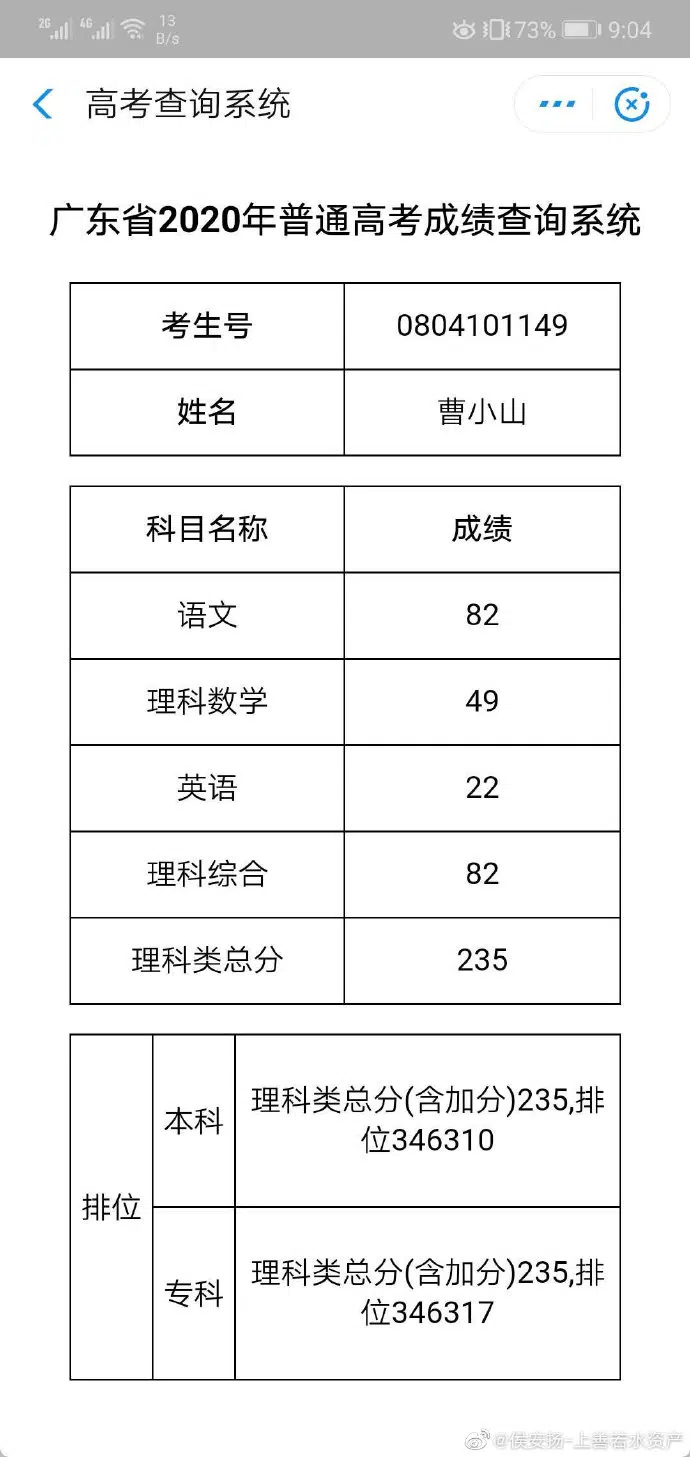 2G 4G 13 B/s 73% 9:04
高考查询系统
广东省2020年普通高考成绩查询系统
考生号 0804101149
姓名 曹小山
科目名称 成绩
语文 82
理科数学 49
英语 22
理科综合 82
理科类总分 235
排位
本科
理科类总分(含加分)235,排
位346310
专科
理科类总分(含加分)235,排
位346317
@侯安扬-上善若水资产